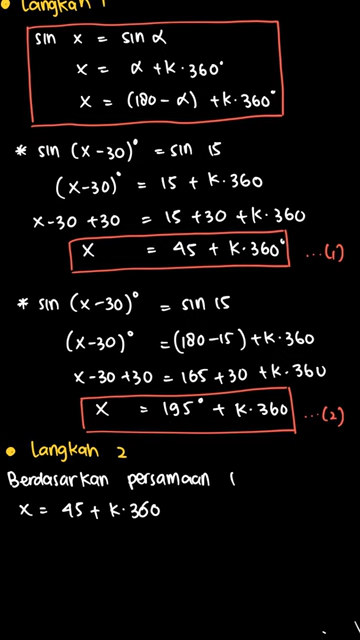 • Langkah 1
sin x = sin α
x = α + k.360°
x = (180 - α) + k.360°
* sin (x-30)° = sin 15
(x-30)° = 15 + k.360
x-30 +30 = 15 +30 + k.360
x = 45 + k.360° ...(1)
* sin (x-30)° = sin 15
(x-30)° = (180-15) + k.360
x-30+30 = 165 +30 + k.360
x = 195° + k.360 ...(2)
• Langkah 2
Berdasarkan persamaan (
x = 45 + k.360